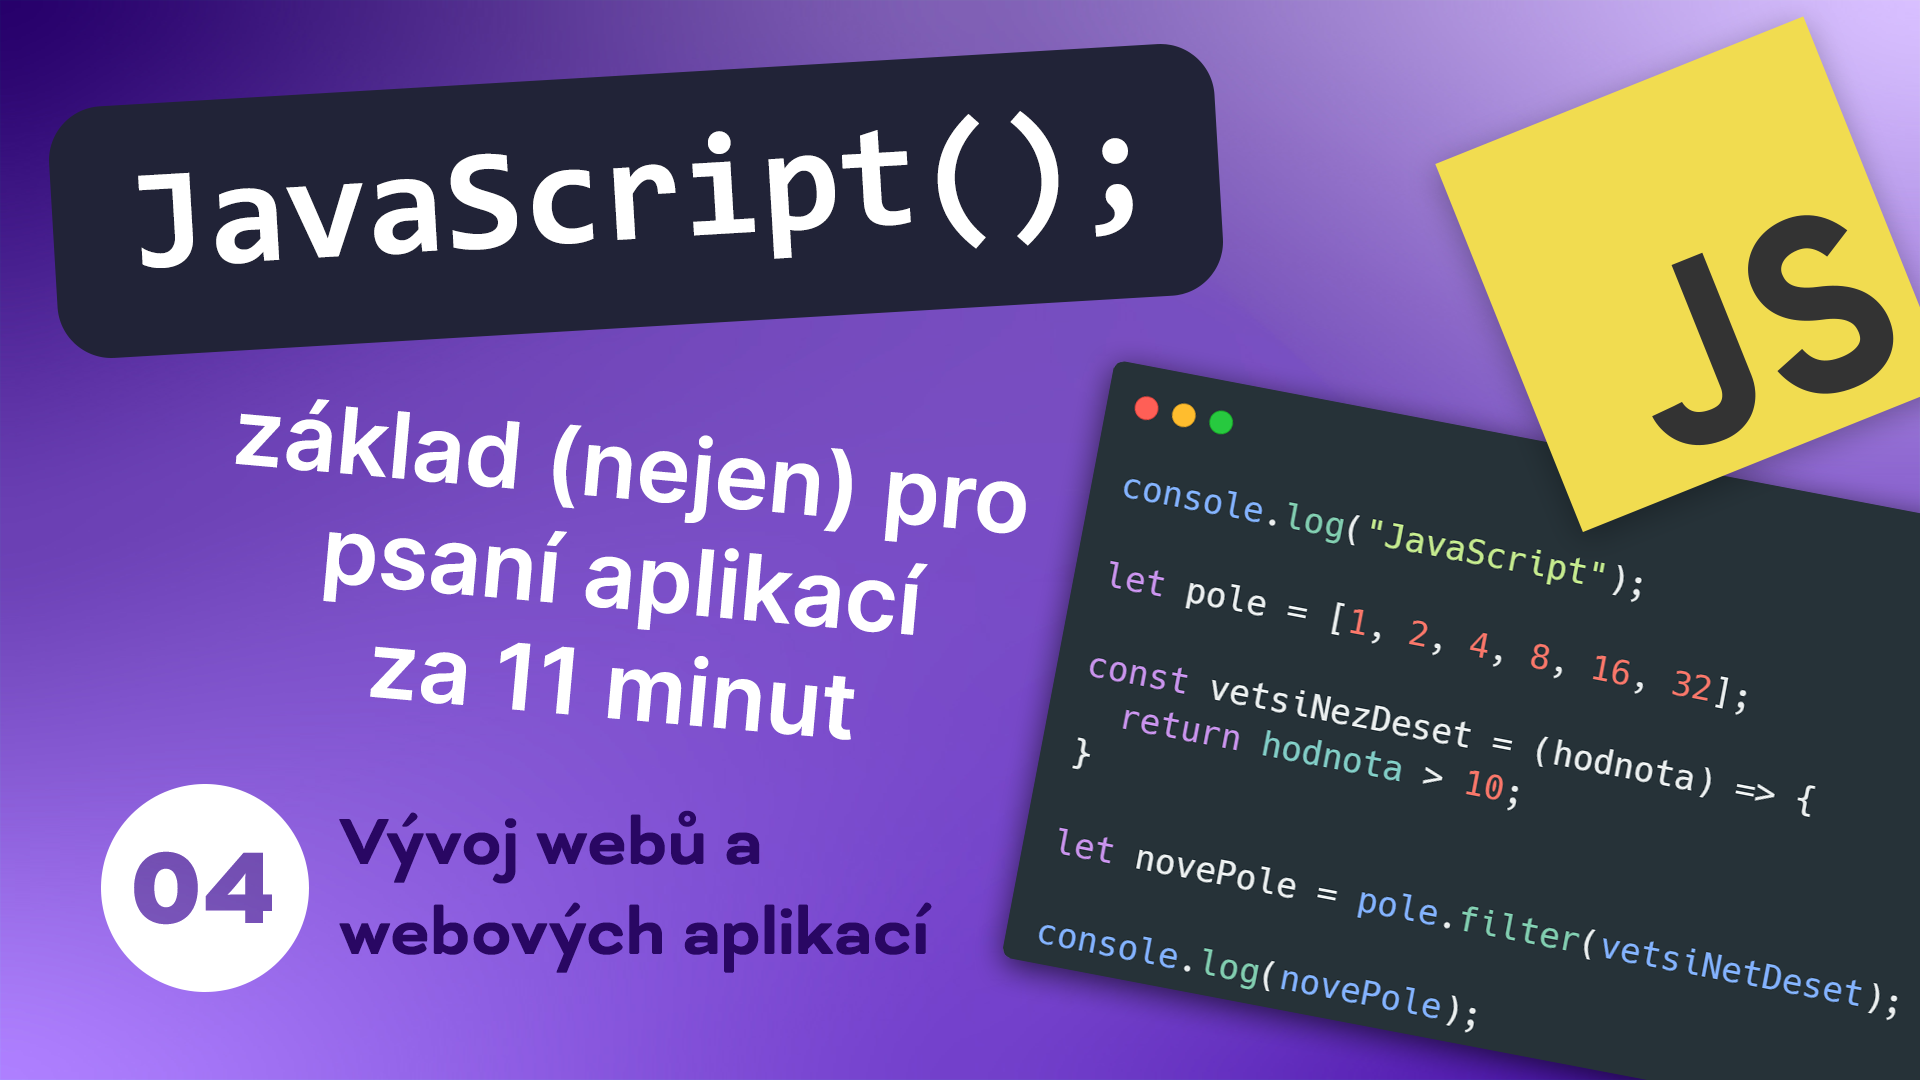 JavaScript();
JS
základ (nejen) pro
psaní aplikací
za 11 minut
04
Vývoj webů a
webových aplikací
console.log("JavaScript");
let pole = [1, 2, 4, 8, 16, 32];
const vetsiNezDeset = (hodnota) => {
return hodnota > 10;
}
let novePole = pole.filter(vetsiNetDeset);
console.log(novePole);